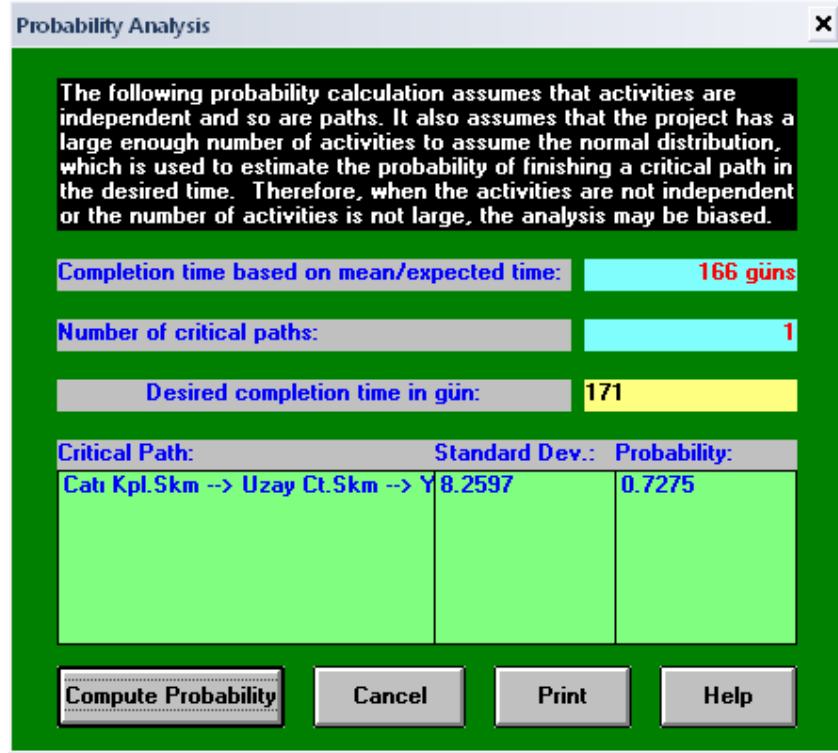 Probability Analysis
The following probability calculation assumes that activities are
independent and so are paths. It also assumes that the project has a
large enough number of activities to assume the normal distribution,
which is used to estimate the probability of finishing a critical path in
the desired time. Therefore, when the activities are not independent
or the number of activities is not large, the analysis may be biased.
Completion time based on mean/expected time: 166 güns
Number of critical paths: 1
Desired completion time in gün: 171
Critical Path: Standard Dev.: Probability:
Catı Kpl.Skm --> Uzay Ct.Skm --> Y 8.2597 0.7275
Compute Probability Cancel Print Help